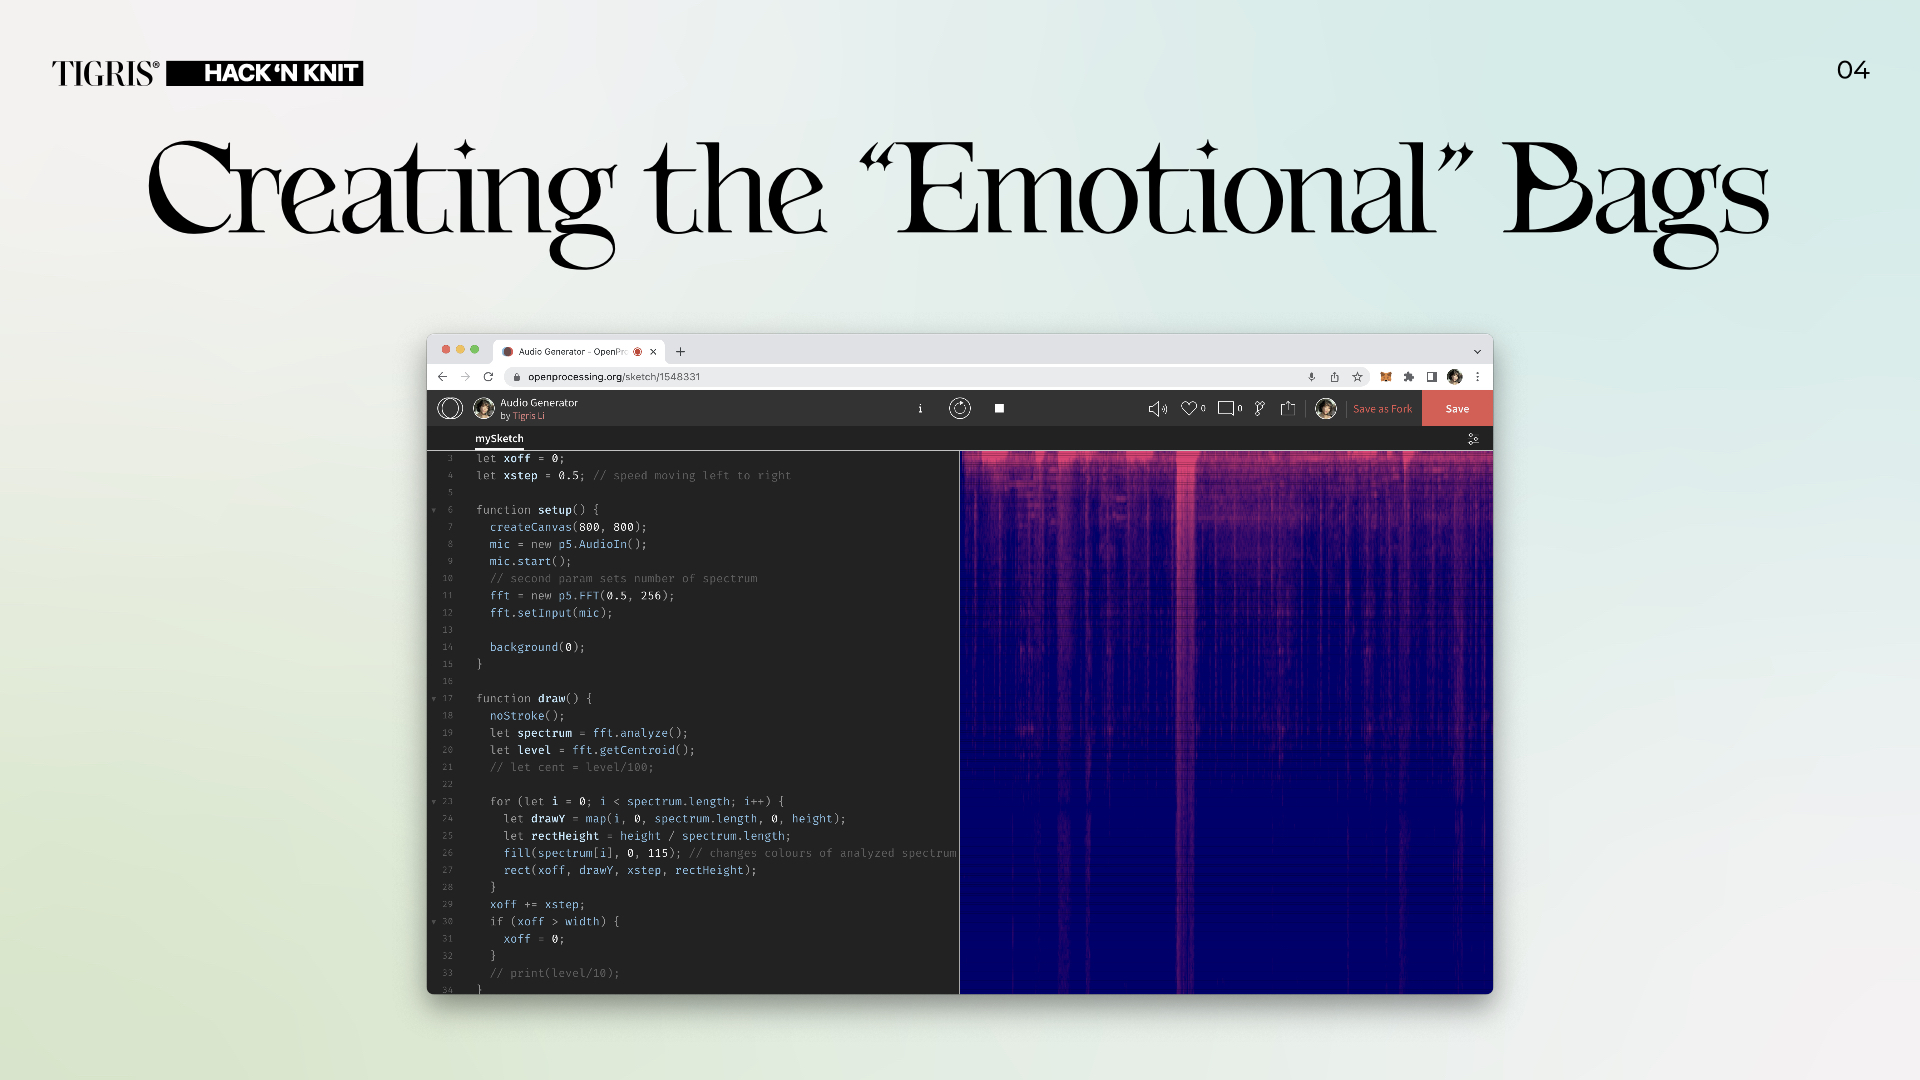 TIGRIS® HACK ‘N KNIT
04
Creating the “Emotional” Bags
Audio Generator - OpenPr
openprocessing.org/sketch/1548331
Audio Generator
by Tigris Li
i
0
0
Save as Fork
Save
mySketch
3 let xoff = 0;
4 let xstep = 0.5; // speed moving left to right
5
6 function setup() {
7 createCanvas(800, 800);
8 mic = new p5.AudioIn();
9 mic.start();
10 // second param sets number of spectrum
11 fft = new p5.FFT(0.5, 256);
12 fft.setInput(mic);
13
14 background(0);
15 }
16
17 function draw() {
18 noStroke();
19 let spectrum = fft.analyze();
20 let level = fft.getCentroid();
21 // let cent = level/100;
22
23 for (let i = 0; i < spectrum.length; i++) {
24 let drawY = map(i, 0, spectrum.length, 0, height);
25 let rectHeight = height / spectrum.length;
26 fill(spectrum[i], 0, 115); // changes colours of analyzed spectrum
27 rect(xoff, drawY, xstep, rectHeight);
28 }
29 xoff += xstep;
30 if (xoff > width) {
31 xoff = 0;
32 }
33 // print(level/10);
34 }